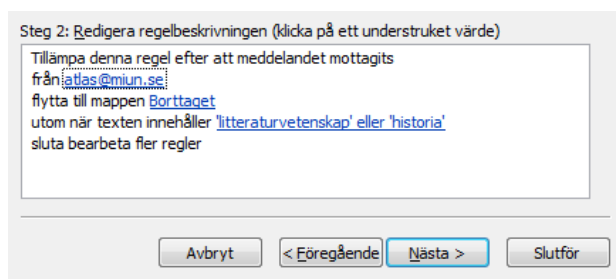 Steg 2: Redigera regelbeskrivningen (klicka på ett understruket värde)
Tillämpa denna regel efter att meddelandet mottagits
från atlas@miun.se
flytta till mappen Borttaget
utom när texten innehåller 'litteraturvetenskap' eller 'historia'
sluta bearbeta fler regler
Avbryt < Föregående Nästa > Slutför